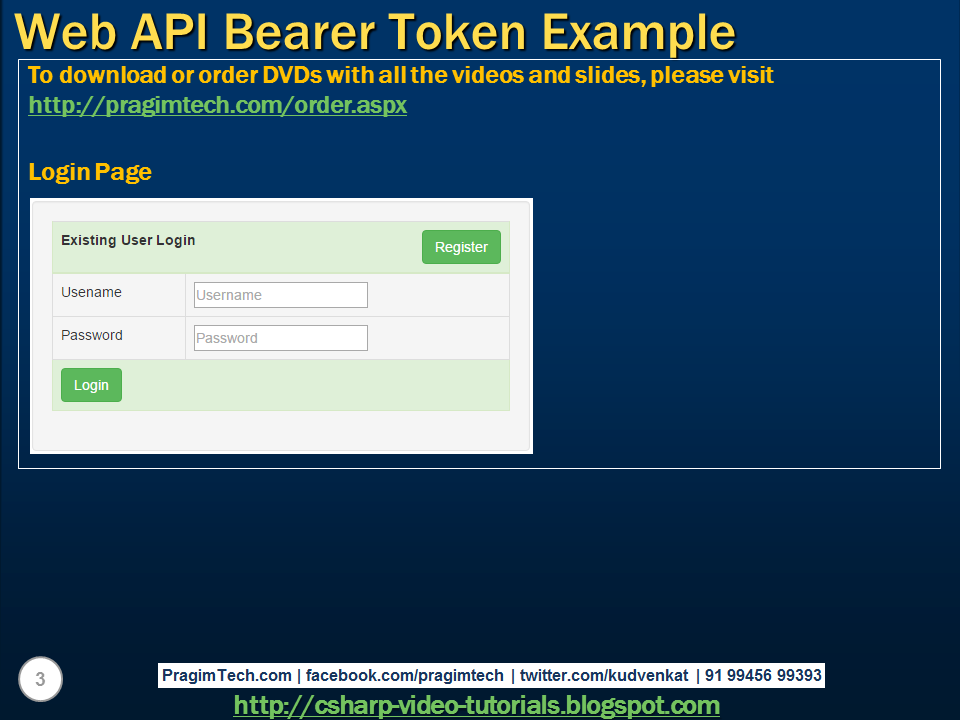 Web API Bearer Token Example
To download or order DVDs with all the videos and slides, please visit
http://pragimtech.com/order.aspx
Login Page
Existing User Login
Register
Usename
Username
Password
Password
Login
3
PragimTech.com | facebook.com/pragimtech | twitter.com/kudvenkat | 91 99456 99393
http://csharp-video-tutorials.blogspot.com